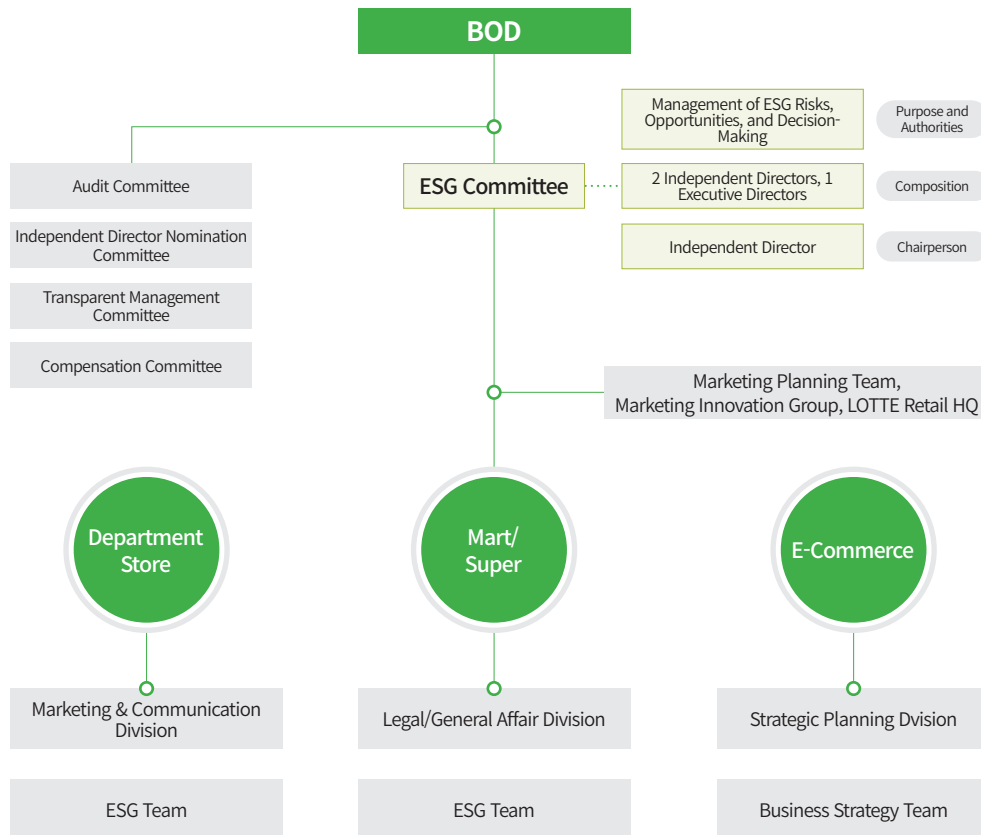 BOD
Management of ESG Risks,
Opportunities, and Decision-
Making
Purpose and
Authorities
Audit Committee
ESG Committee
2 Independent Directors, 1
Executive Directors
Composition
Independent Director Nomination
Committee
Independent Director
Chairperson
Transparent Management
Committee
Compensation Committee
Marketing Planning Team,
Marketing Innovation Group, LOTTE Retail HQ
Department
Store
Mart/
Super
E-Commerce
Marketing & Communication
Division
Legal/General Affair Division
Strategic Planning Dvision
ESG Team
ESG Team
Business Strategy Team